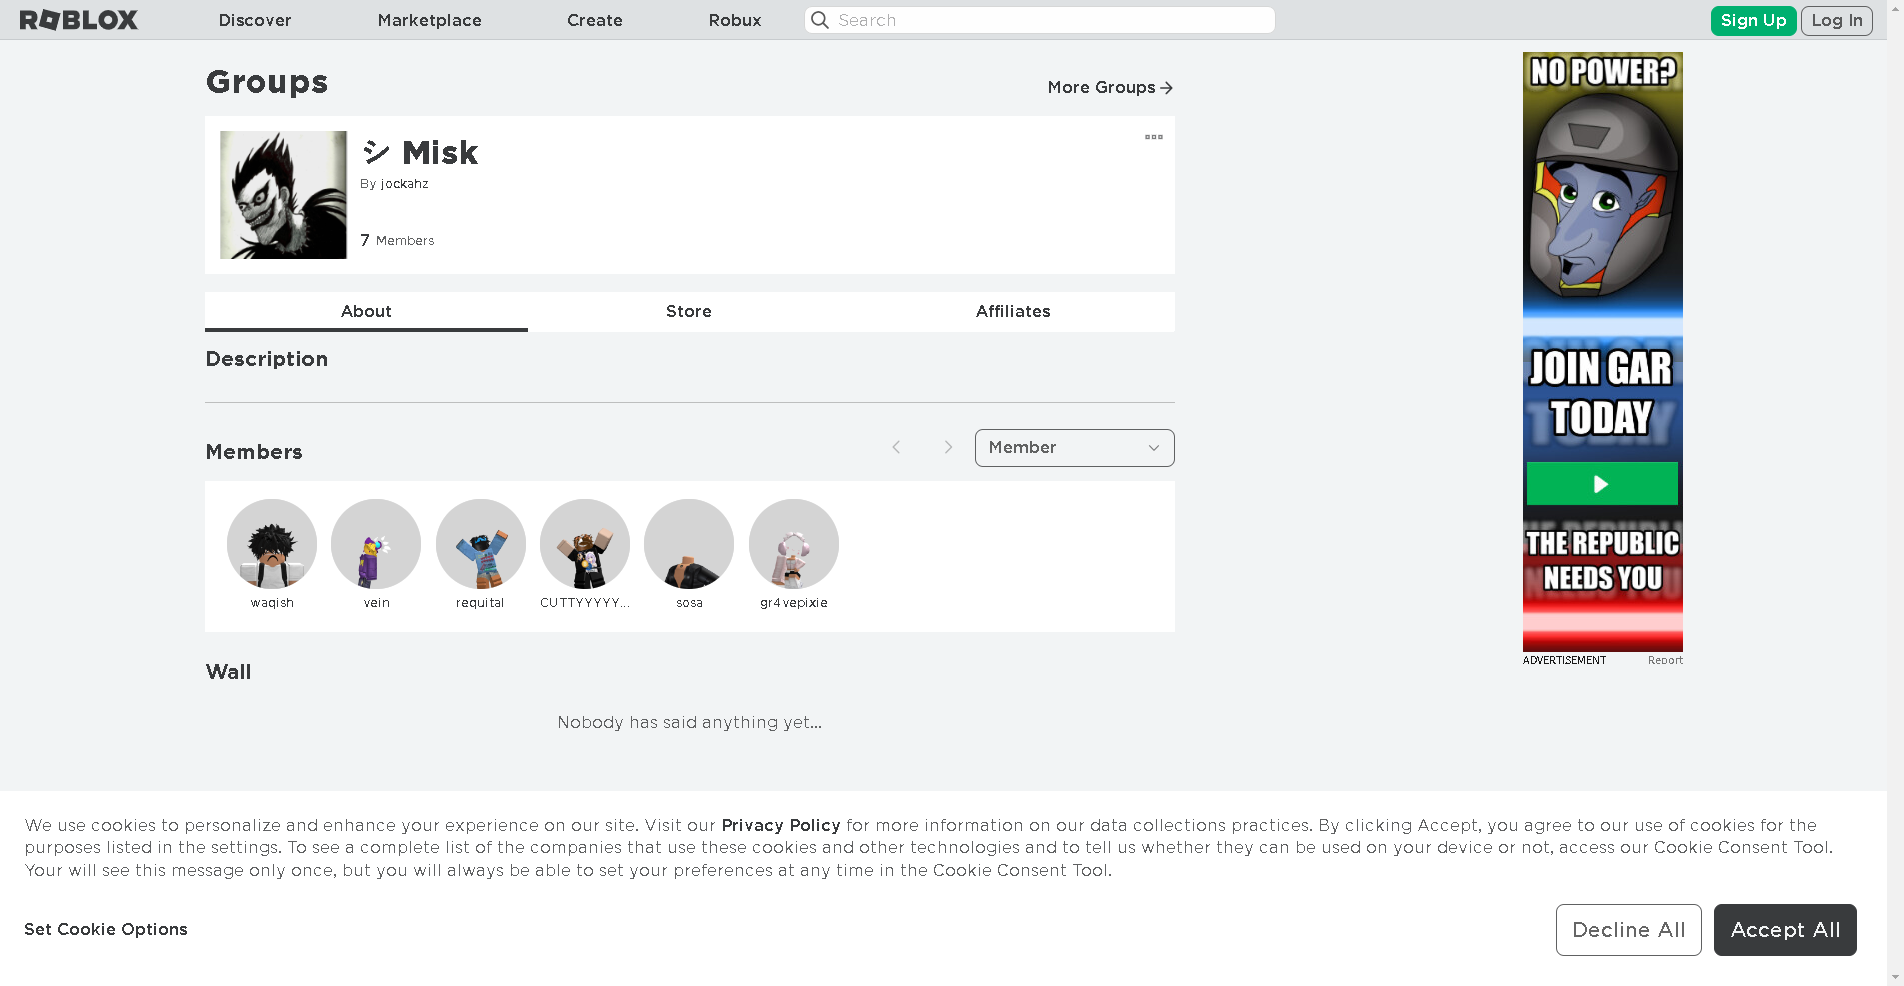 ROBLOX
Discover
Marketplace
Create
Robux
Search
Sign Up
Log In
Groups
More Groups
シ Misk
By jockahz
7 Members
About
Store
Affiliates
Description
Members
Member
waqish
vein
requital
CUTTYYYYY...
sosa
gr4vepixie
Wall
Nobody has said anything yet...
NO POWER?
JOIN GAR
TODAY
THE REPUBLIC
NEEDS YOU
ADVERTISEMENT
Report
We use cookies to personalize and enhance your experience on our site. Visit our Privacy Policy for more information on our data collections practices. By clicking Accept, you agree to our use of cookies for the
purposes listed in the settings. To see a complete list of the companies that use these cookies and other technologies and to tell us whether they can be used on your device or not, access our Cookie Consent Tool.
Your will see this message only once, but you will always be able to set your preferences at any time in the Cookie Consent Tool.
Set Cookie Options
Decline All
Accept All